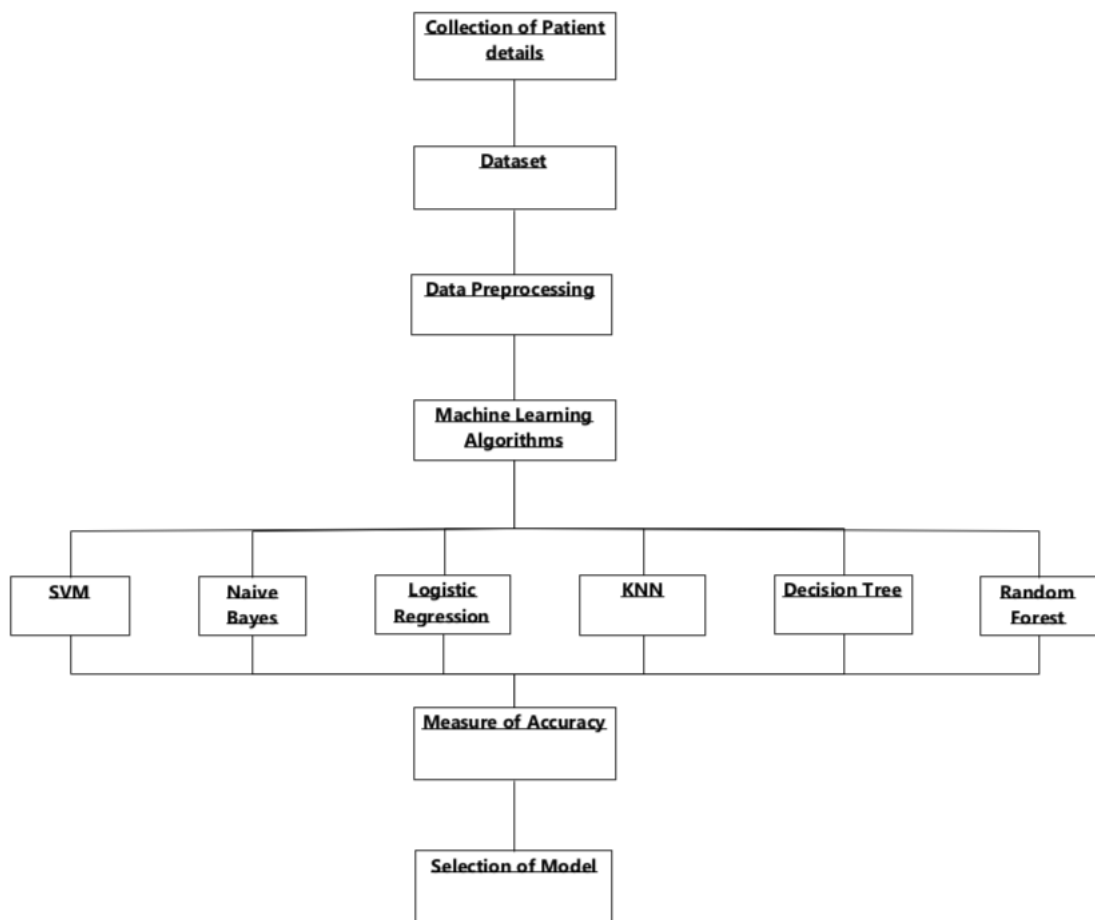 Collection of Patient
details
Dataset
Data Preprocessing
Machine Learning
Algorithms
SVM
Naive
Bayes
Logistic
Regression
KNN
Decision Tree
Random
Forest
Measure of Accuracy
Selection of Model